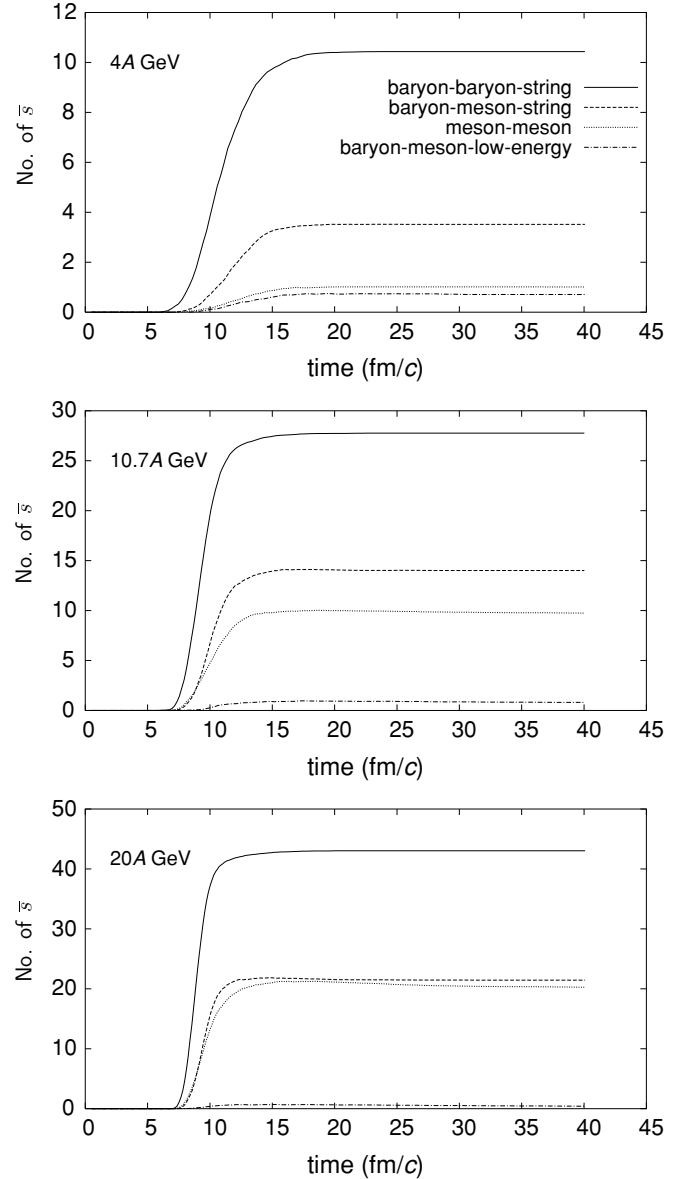 12
10
8
6
4
2
0
No. of s̅
4A GeV
baryon-baryon-string
baryon-meson-string
meson-meson
baryon-meson-low-energy
0 5 10 15 20 25 30 35 40 45
time (fm/c)
30
25
20
15
10
5
0
No. of s̅
10.7A GeV
0 5 10 15 20 25 30 35 40 45
time (fm/c)
50
40
30
20
10
0
No. of s̅
20A GeV
0 5 10 15 20 25 30 35 40 45
time (fm/c)